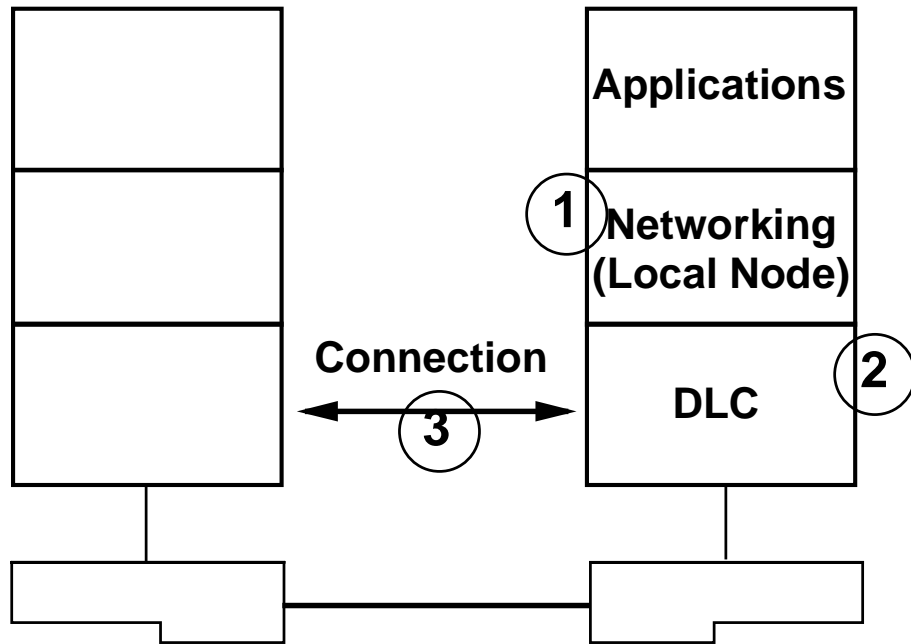 Applications
1
Networking
(Local Node)
Connection
2
DLC
3